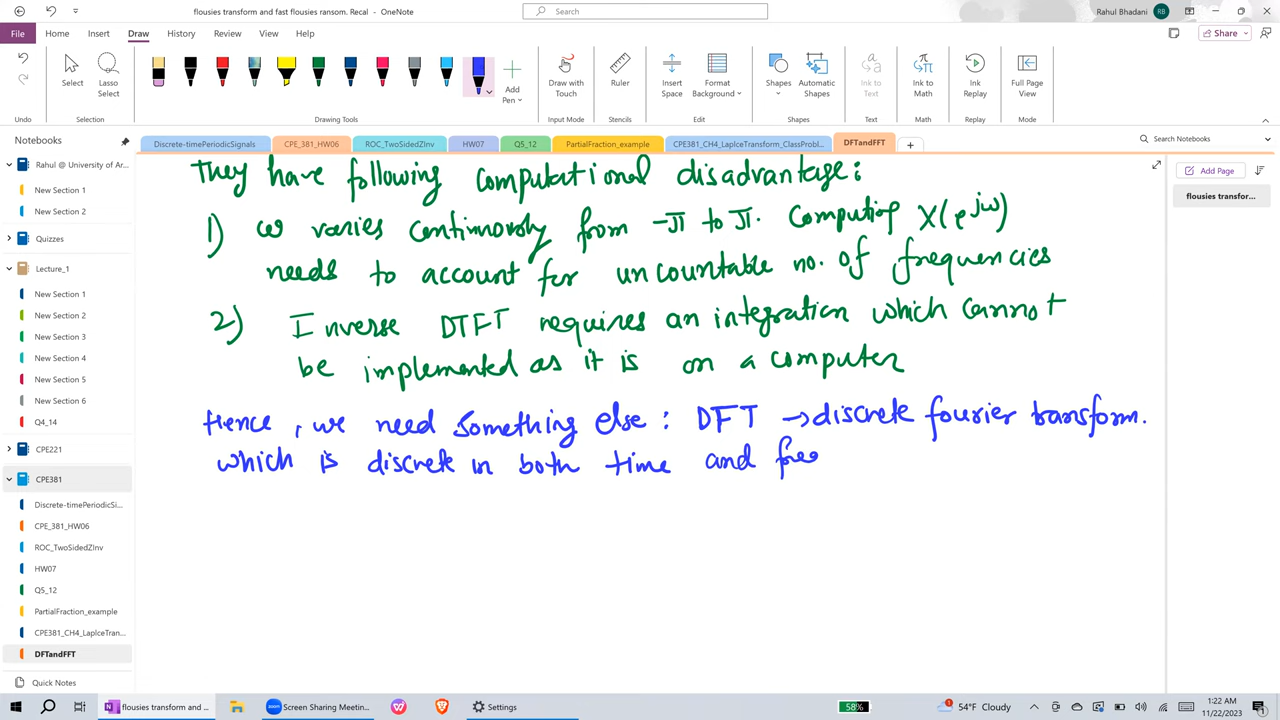 flousies transform and fast flousies ransom. Recal - OneNote
Search
Rahul Bhadani
RB
File
Home
Insert
Draw
History
Review
View
Help
Share
Undo
Select
Lasso Select
Add Pen
Draw with Touch
Ruler
Insert Space
Format Background
Shapes
Automatic Shapes
Ink to Text
Ink to Math
Ink Replay
Full Page View
Selection
Drawing Tools
Input Mode
Stencils
Edit
Shapes
Text
Math
Replay
Mode
Notebooks
Discrete-timePeriodicSignals
CPE_381_HW06
ROC_TwoSidedZInv
HW07
Q5_12
PartialFraction_example
CPE381_CH4_LaplceTransform_ClassProbl...
DFTandFFT
Search Notebooks
Add Page
flousies transfor...
Rahul @ University of Ar...
New Section 1
New Section 2
Quizzes
Lecture_1
New Section 1
New Section 2
New Section 3
New Section 4
New Section 5
New Section 6
Q4_14
CPE221
CPE381
Discrete-timePeriodicSi...
CPE_381_HW06
ROC_TwoSidedZInv
HW07
Q5_12
PartialFraction_example
CPE381_CH4_LaplceTran...
DFTandFFT
Quick Notes
They have following computational disadvantage:
1) ω varies continuously from -π to π. Computing X(e^jω)
needs to account for uncountable no. of frequencies
2) Inverse DTFT requires an integration which cannot
be implemented as it is on a computer
Hence, we need something else: DFT → discrete fourier transform.
which is discrete in both time and freq
flousies transform and ...
Screen Sharing Meetin...
Settings
58%
54°F Cloudy
1:22 AM
11/22/2023